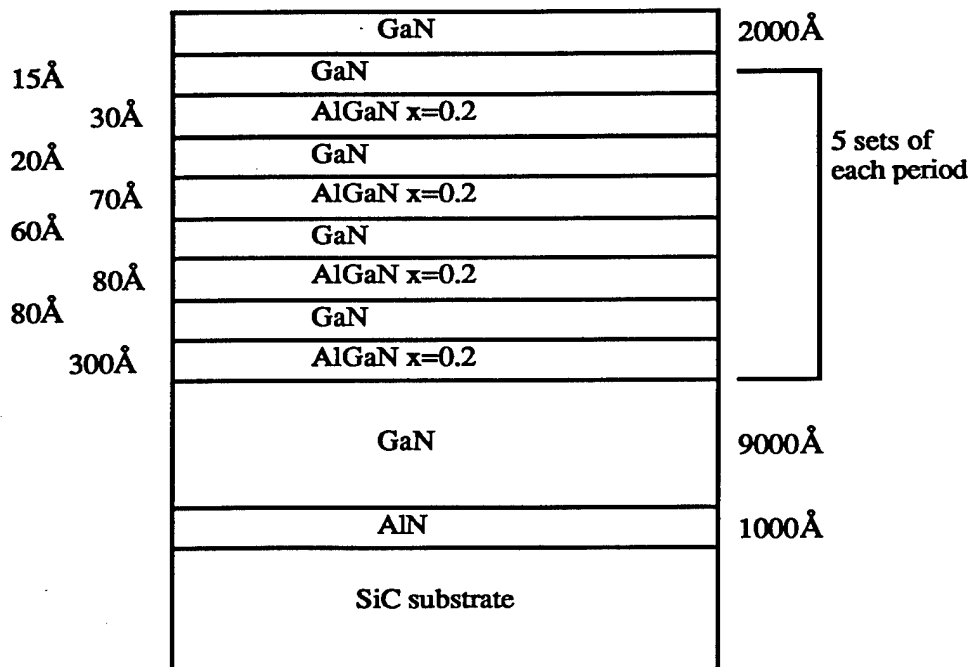 GaN
2000Å
15Å
GaN
30Å
AlGaN x=0.2
20Å
GaN
70Å
AlGaN x=0.2
60Å
GaN
80Å
AlGaN x=0.2
80Å
GaN
300Å
AlGaN x=0.2
5 sets of
each period
GaN
9000Å
AlN
1000Å
SiC substrate